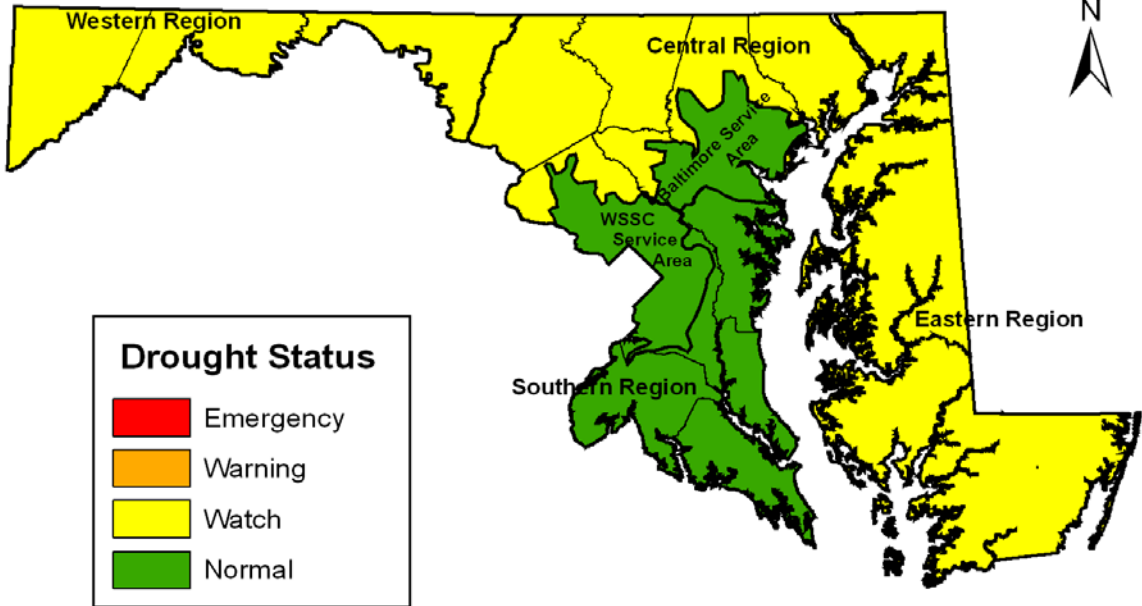 Western Region
N
Central Region
Baltimore Service
Area
WSSC
Service
Area
Eastern Region
Southern Region
Drought Status
Emergency
Warning
Watch
Normal